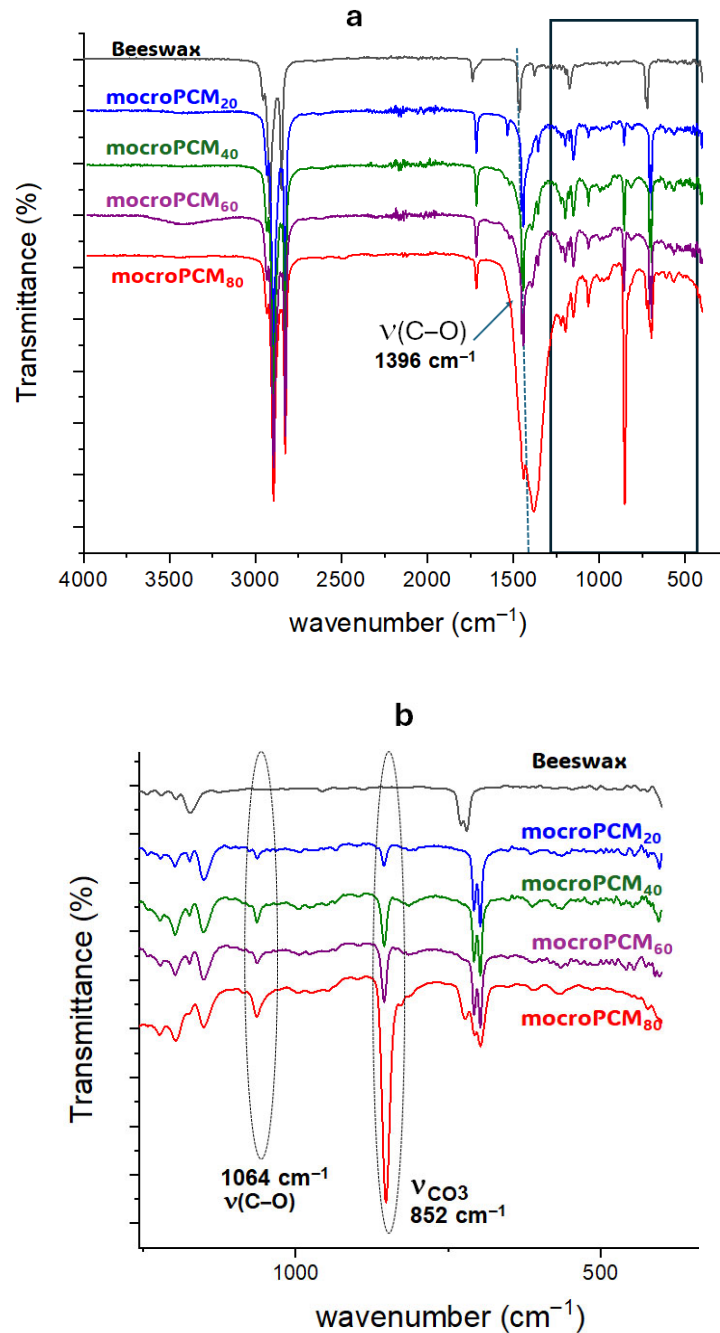 a
Beeswax
mocroPCM20
mocroPCM40
mocroPCM60
mocroPCM80
ν(C–O)
1396 cm−1
Transmittance (%)
4000 3500 3000 2500 2000 1500 1000 500
wavenumber (cm−1)
b
Beeswax
mocroPCM20
mocroPCM40
mocroPCM60
mocroPCM80
1064 cm−1
ν(C–O)
νCO3
852 cm−1
Transmittance (%)
1000 500
wavenumber (cm−1)